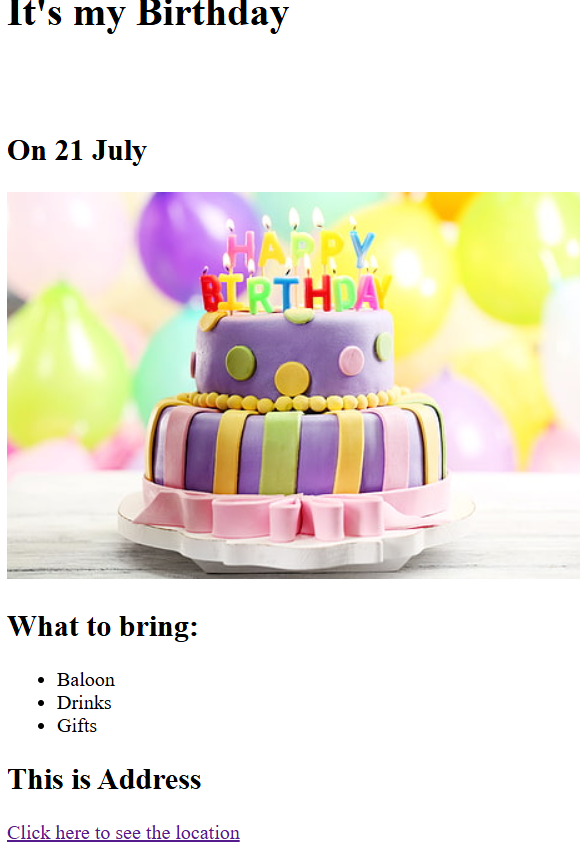 It's my Birthday
On 21 July
HAPPY
BIRTHDAY
What to bring:
Baloon
Drinks
Gifts
This is Address
Click here to see the location